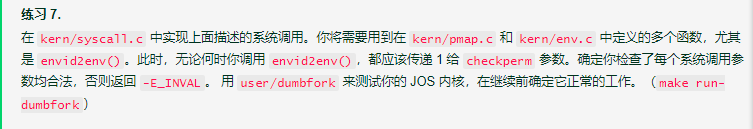 练习 7.
在 kern/syscall.c 中实现上面描述的系统调用。你将需要用到在 kern/pmap.c 和 kern/env.c 中定义的多个函数，尤其
是 envid2env() 。此时，无论何时你调用 envid2env() ，都应该传递 1 给 checkperm 参数。确定你检查了每个系统调用参
数均合法，否则返回 -E_INVAL 。 用 user/dumbfork 来测试你的 JOS 内核，在继续前确定它正常的工作。（make run-
dumbfork）